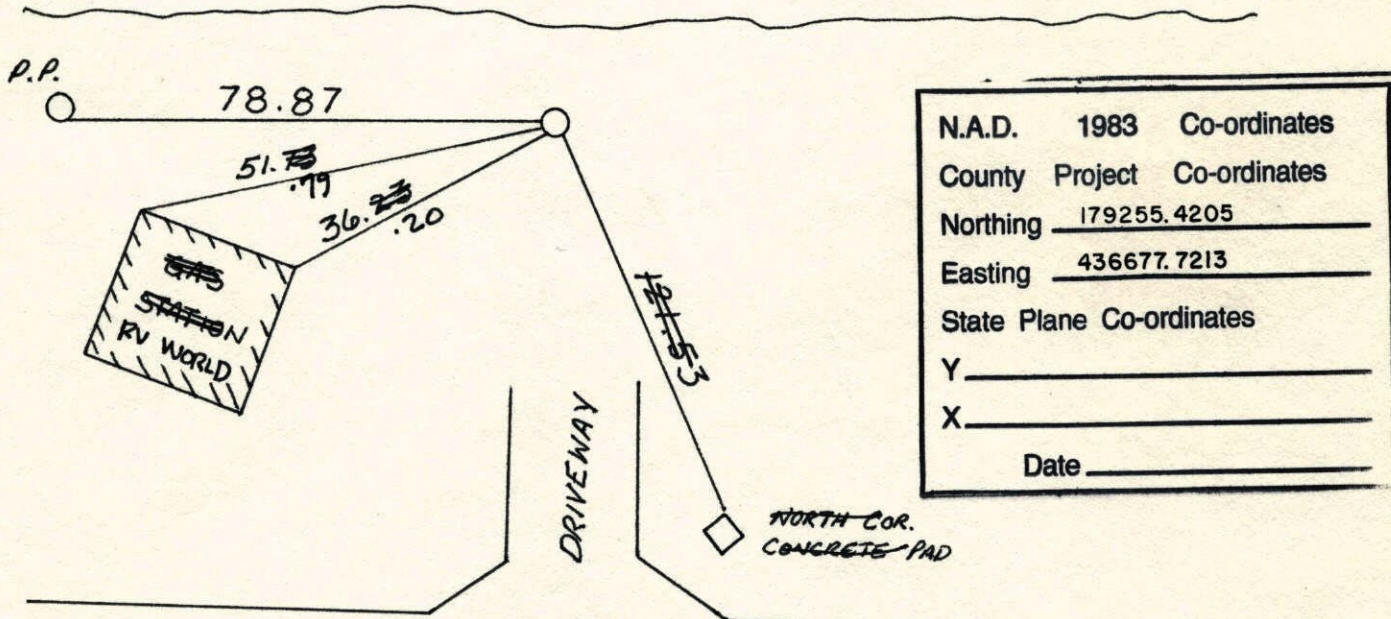 P.P.
78.87
51.73
.79
36.23
.20
GAS
STATION
RV WORLD
121.53
DRIVEWAY
NORTH COR.
CONCRETE PAD
N.A.D. 1983 Co-ordinates
County Project Co-ordinates
Northing 179255.4205
Easting 436677.7213
State Plane Co-ordinates
Y
X
Date